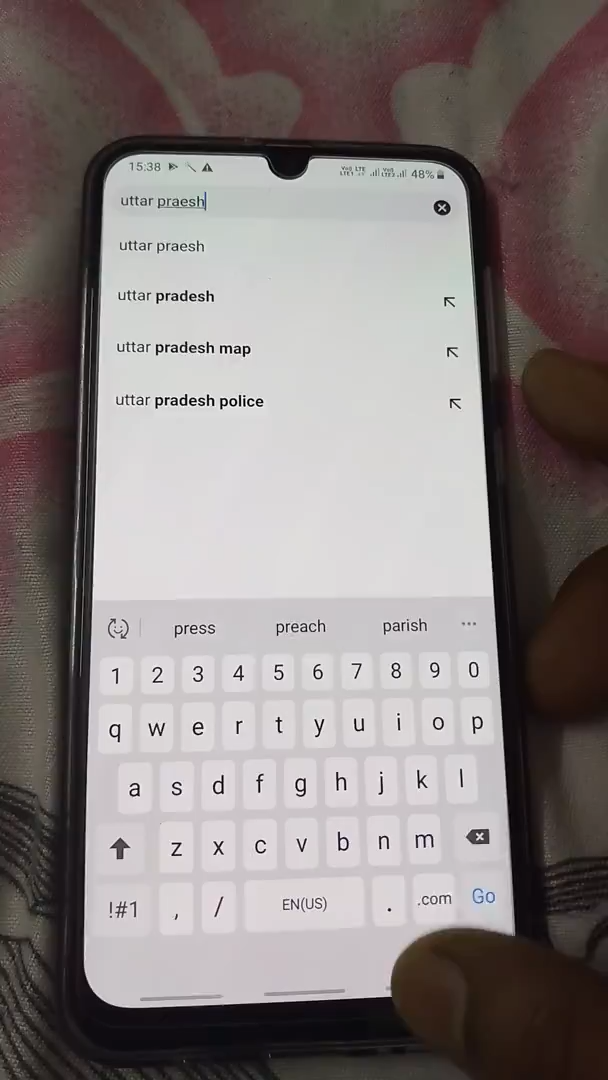 15:38 48%
uttar praesh
uttar praesh
uttar pradesh
uttar pradesh map
uttar pradesh police
press preach parish
1 2 3 4 5 6 7 8 9 0
q w e r t y u i o p
a s d f g h j k l
z x c v b n m
!#1 , / EN(US) . .com Go